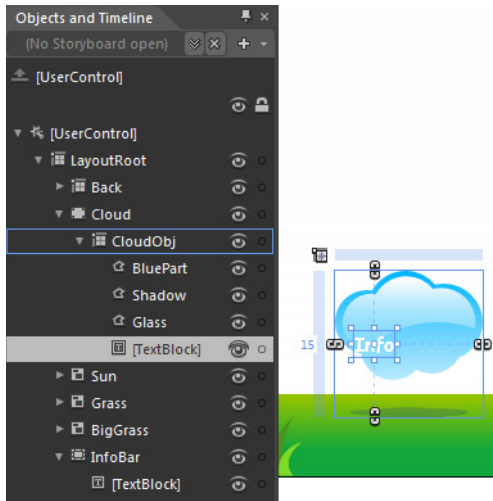 Objects and Timeline
(No Storyboard open)
[UserControl]
[UserControl]
LayoutRoot
Back
Cloud
CloudObj
BluePart
Shadow
Glass
[TextBlock]
Sun
Grass
BigGrass
InfoBar
[TextBlock]
15
Info